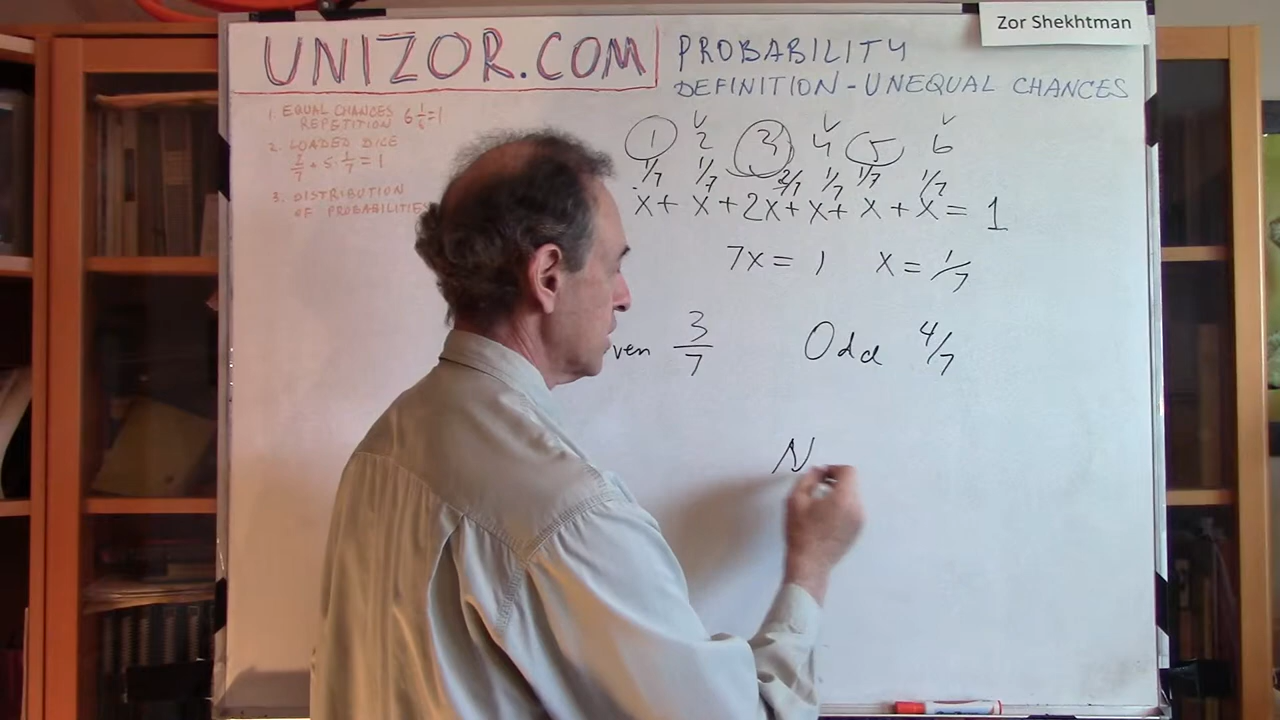 Zor Shekhtman
UNIZOR.COM
PROBABILITY
DEFINITION - UNEQUAL CHANCES
1. EQUAL CHANCES
REPETITION 6 1/6 = 1
2. LOADED DICE
2/7 + 5 1/7 = 1
3. DISTRIBUTION
OF PROBABILITIES
1 2 3 4 5 6
1/7 1/7 2/7 1/7 1/7 1/7
x + x + 2x + x + x + x = 1
7x = 1 x = 1/7
ven 3/7 Odd 4/7
N